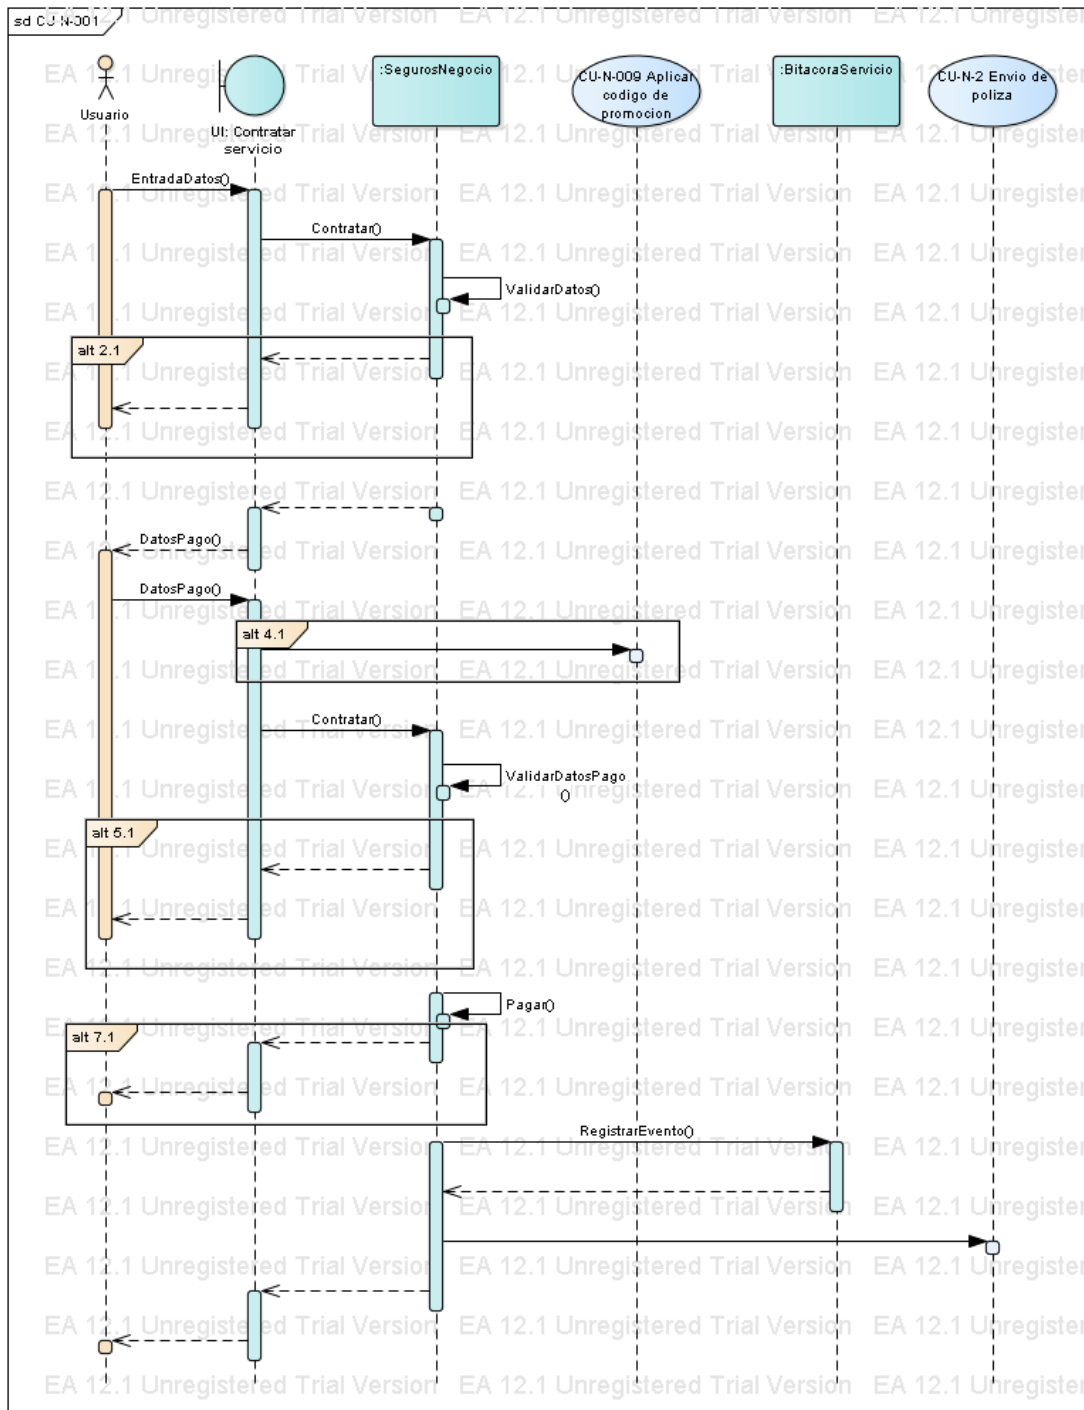 sd CU-N-001
Usuario
UI: Contratar
servicio
:SegurosNegocio
CU-N-009 Aplicar
codigo de
promocion
:BitacoraServicio
CU-N-2 Envio de
poliza
EntradaDatos()
Contratar()
ValidarDatos()
alt 2.1
DatosPago()
DatosPago()
alt 4.1
Contratar()
ValidarDatosPago
()
alt 5.1
Pagar()
alt 7.1
RegistrarEvento()
EA 12.1 Unregistered Trial Version